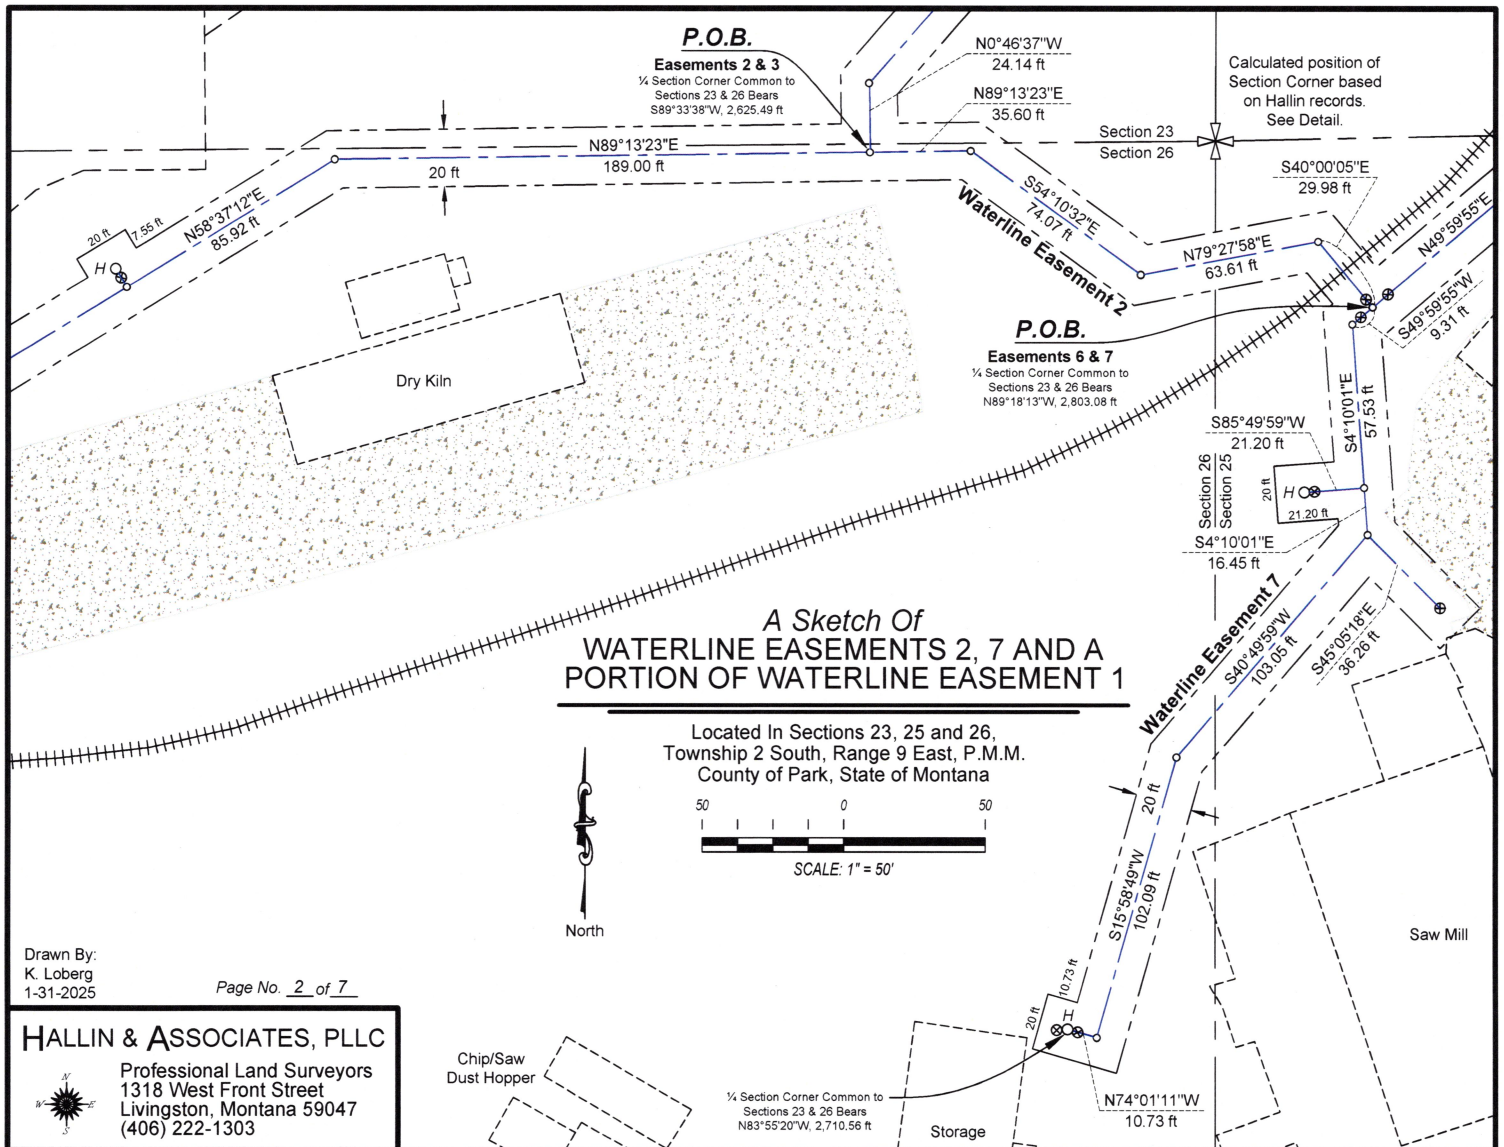 P.O.B.
Easements 2 & 3
¼ Section Corner Common to
Sections 23 & 26 Bears
S89°33'38"W, 2,625.49 ft
N0°46'37"W
24.14 ft
N89°13'23"E
35.60 ft
Calculated position of
Section Corner based
on Hallin records.
See Detail.
Section 23
Section 26
N89°13'23"E
189.00 ft
20 ft
S40°00'05"E
29.98 ft
N58°37'12"E
85.92 ft
20 ft
7.55 ft
H
S54°10'32"E
74.07 ft
Waterline Easement 2
N79°27'58"E
63.61 ft
N49°59'55"E
S49°59'55"W
9.31 ft
P.O.B.
Easements 6 & 7
¼ Section Corner Common to
Sections 23 & 26 Bears
N89°18'13"W, 2,803.08 ft
Dry Kiln
S4°10'01"E
57.53 ft
S85°49'59"W
21.20 ft
Section 26
Section 25
20 ft
H
21.20 ft
S4°10'01"E
16.45 ft
Waterline Easement 7
S40°49'59"W
103.05 ft
S45°05'18"E
36.26 ft
A Sketch Of
WATERLINE EASEMENTS 2, 7 AND A
PORTION OF WATERLINE EASEMENT 1
Located In Sections 23, 25 and 26,
Township 2 South, Range 9 East, P.M.M.
County of Park, State of Montana
50 0 50
SCALE: 1" = 50'
North
20 ft
S15°58'49"W
102.09 ft
Saw Mill
10.73 ft
20 ft
H
Drawn By:
K. Loberg
1-31-2025
Page No. 2 of 7
HALLIN & ASSOCIATES, PLLC
Professional Land Surveyors
1318 West Front Street
Livingston, Montana 59047
(406) 222-1303
N
W E
S
Chip/Saw
Dust Hopper
¼ Section Corner Common to
Sections 23 & 26 Bears
N83°55'20"W, 2,710.56 ft
N74°01'11"W
10.73 ft
Storage